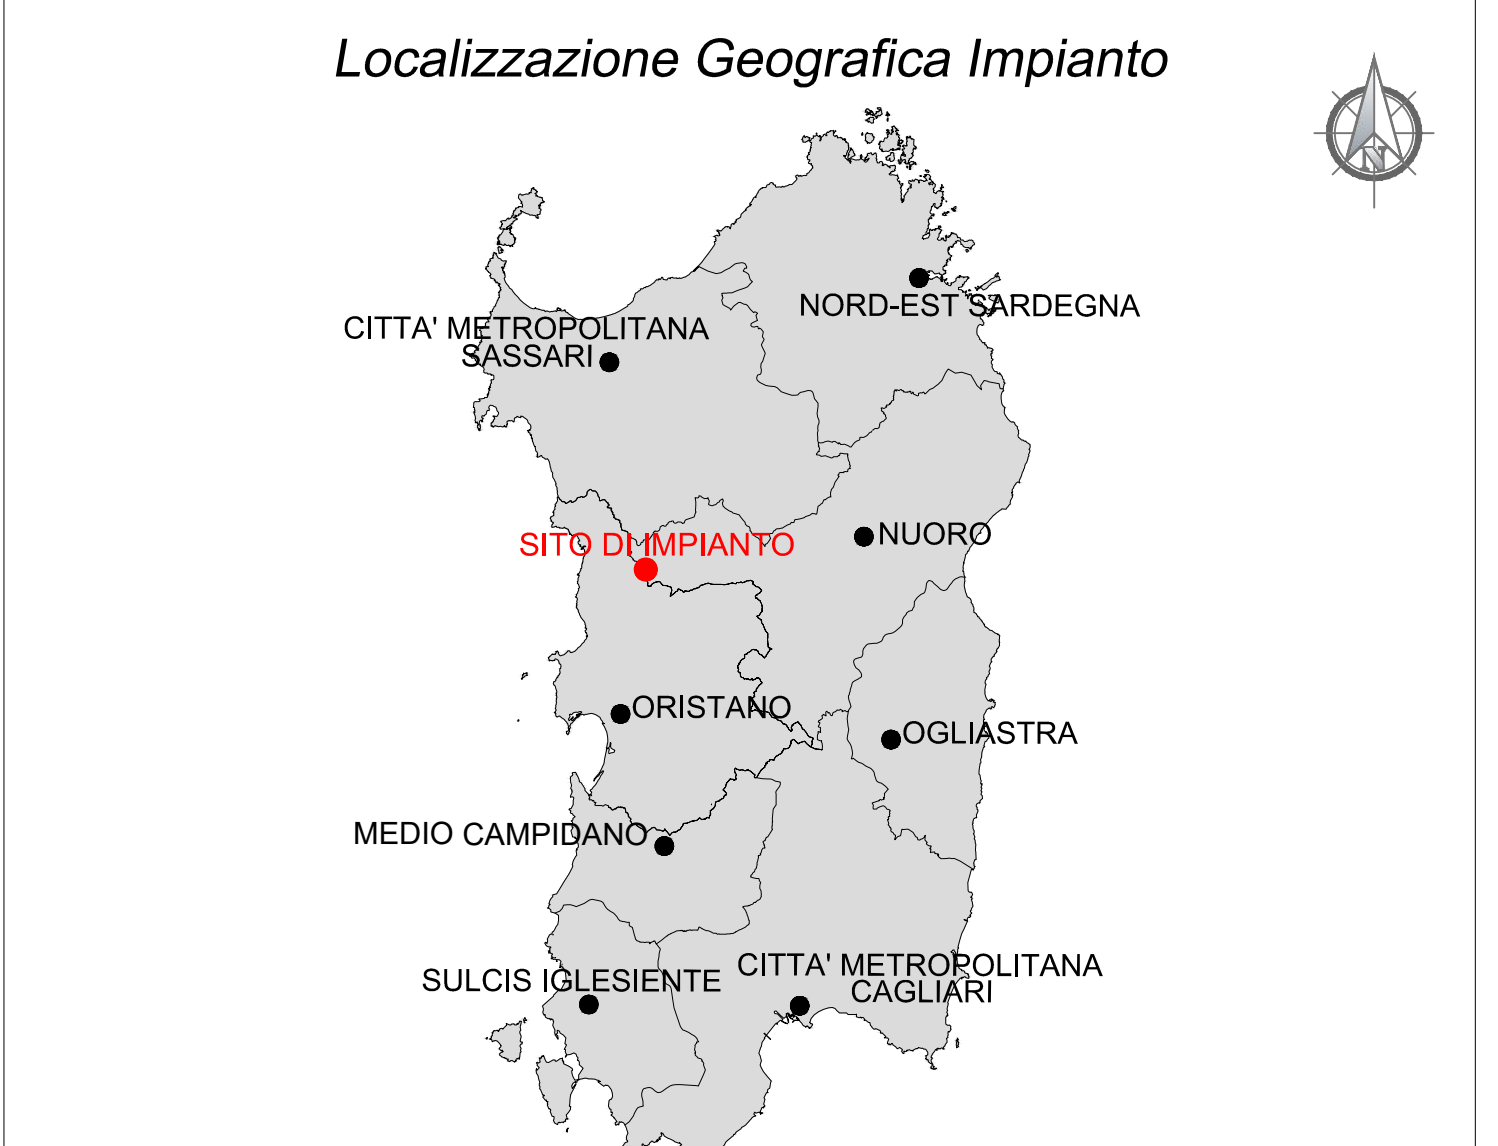 Localizzazione Geografica Impianto
N
NORD-EST SARDEGNA
CITTA' METROPOLITANA
SASSARI
NUORO
SITO DI IMPIANTO
ORISTANO
OGLIASTRA
MEDIO CAMPIDANO
CITTA' METROPOLITANA
CAGLIARI
SULCIS IGLESIENTE